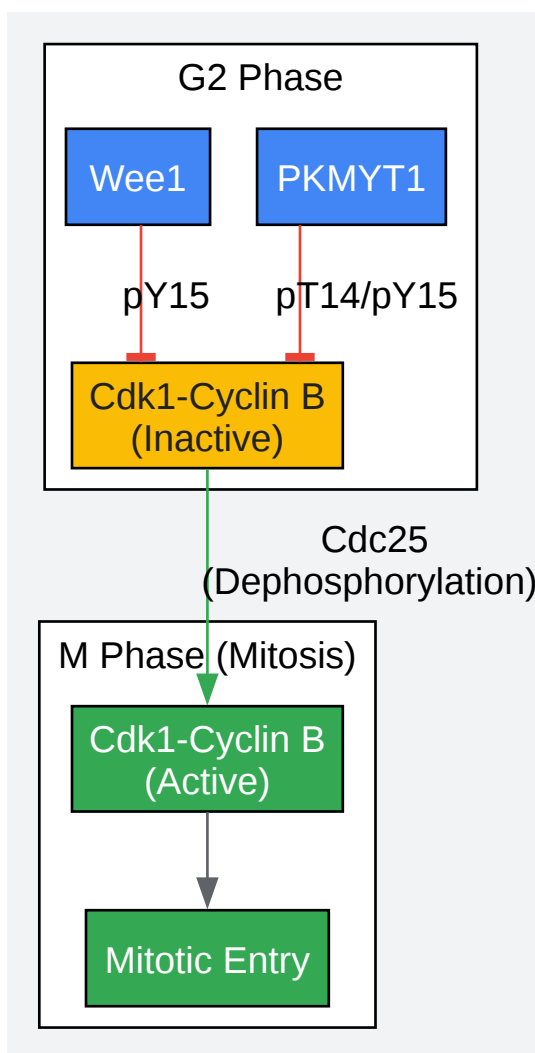 G2 Phase
Wee1
PKMYT1
pY15
pT14/pY15
Cdk1-Cyclin B
(Inactive)
Cdc25
(Dephosphorylation)
M Phase (Mitosis)
Cdk1-Cyclin B
(Active)
Mitotic Entry